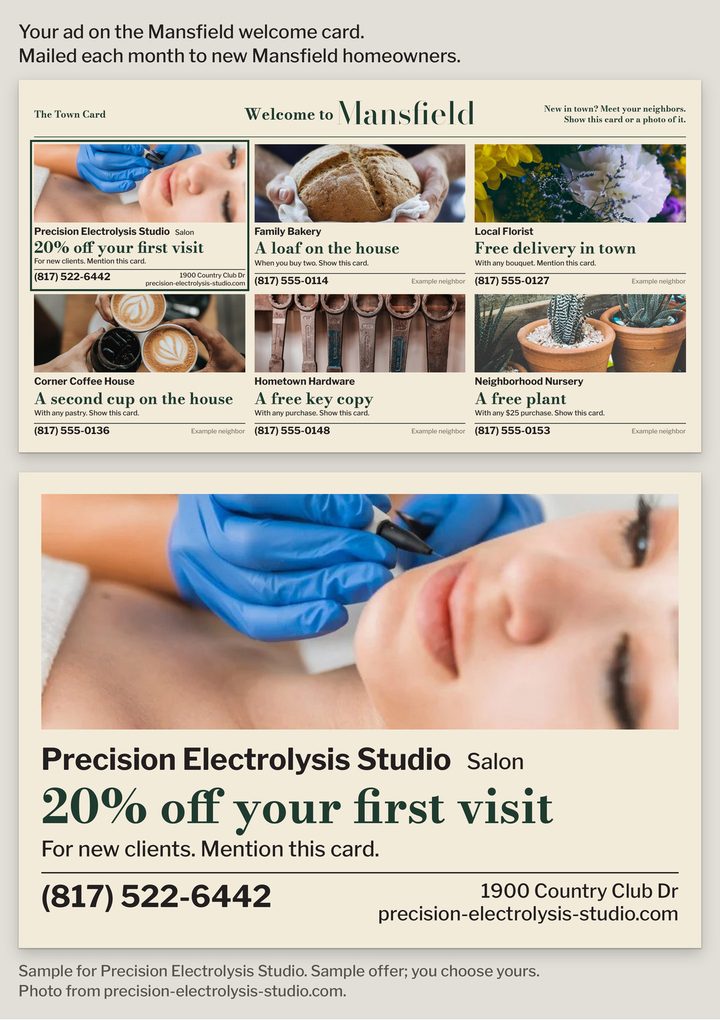 Your ad on the Mansfield welcome card.
Mailed each month to new Mansfield homeowners.
The Town Card
Welcome to Mansfield
New in town? Meet your neighbors.
Show this card or a photo of it.
Precision Electrolysis Studio Salon
20% off your first visit
For new clients. Mention this card.
(817) 522-6442
1900 Country Club Dr
precision-electrolysis-studio.com
Family Bakery
A loaf on the house
When you buy two. Show this card.
(817) 555-0114
Example neighbor
Local Florist
Free delivery in town
With any bouquet. Mention this card.
(817) 555-0127
Example neighbor
Corner Coffee House
A second cup on the house
With any pastry. Show this card.
(817) 555-0136
Example neighbor
Hometown Hardware
A free key copy
With any purchase. Show this card.
(817) 555-0148
Example neighbor
Neighborhood Nursery
A free plant
With any $25 purchase. Show this card.
(817) 555-0153
Example neighbor
Precision Electrolysis Studio Salon
20% off your first visit
For new clients. Mention this card.
(817) 522-6442
1900 Country Club Dr
precision-electrolysis-studio.com
Sample for Precision Electrolysis Studio. Sample offer; you choose yours.
Photo from precision-electrolysis-studio.com.